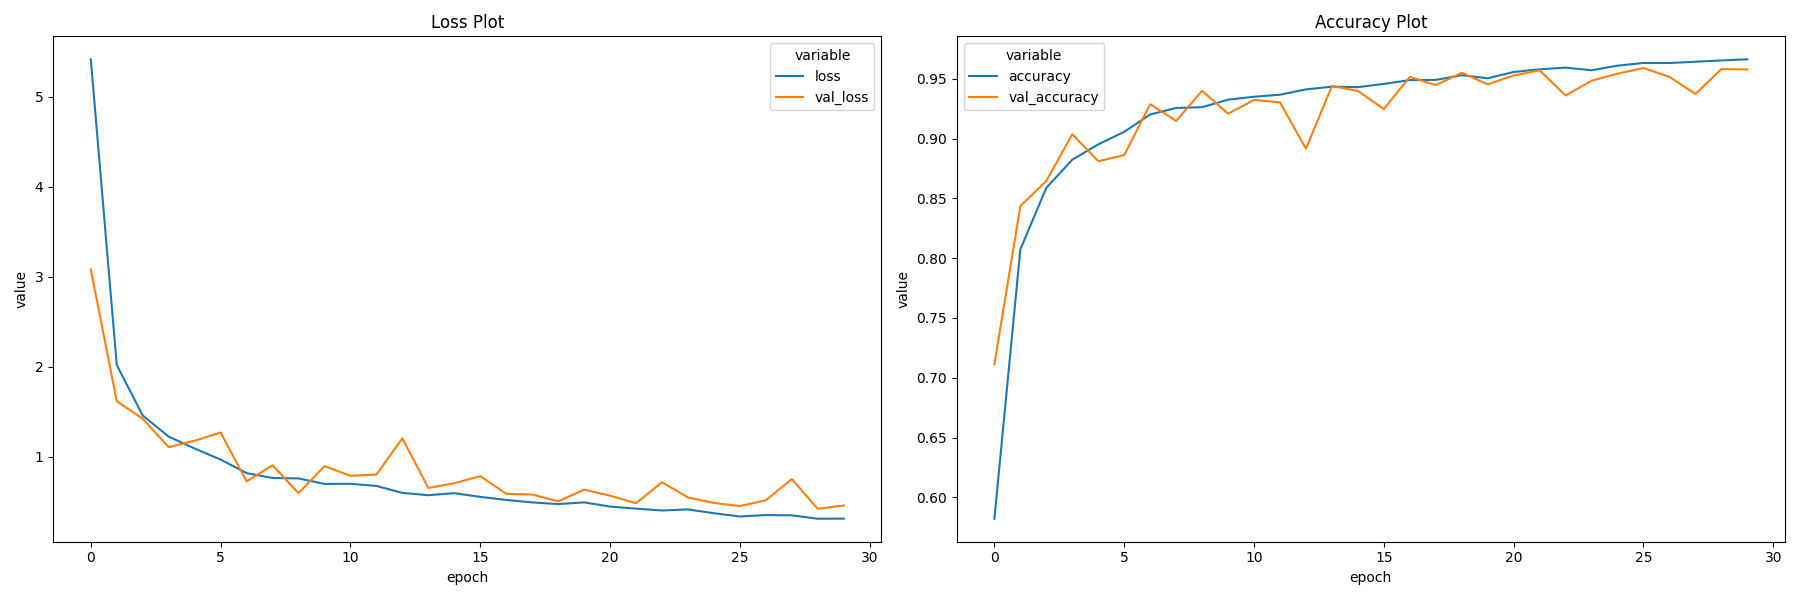 Loss Plot
variable
loss
val_loss
value
5
4
3
2
1
0 5 10 15 20 25 30
epoch
Accuracy Plot
variable
accuracy
val_accuracy
value
0.95
0.90
0.85
0.80
0.75
0.70
0.65
0.60
0 5 10 15 20 25 30
epoch